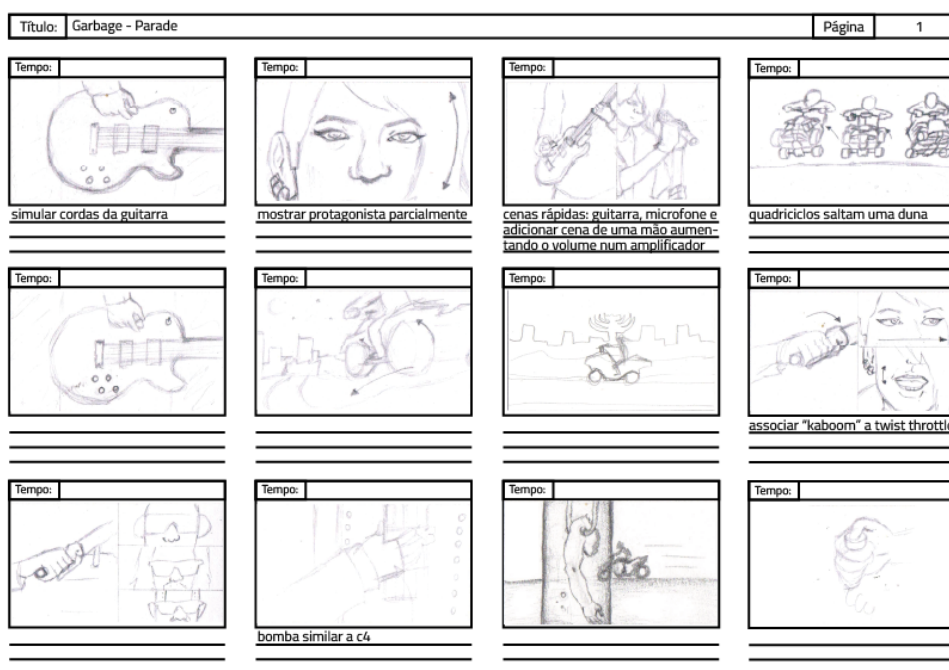 Título: Garbage - Parade Página 1
Tempo: Tempo: Tempo: Tempo:
simular cordas da guitarra
mostrar protagonista parcialmente
cenas rápidas: guitarra, microfone e
adicionar cena de uma mão aumen-
tando o volume num amplificador
quadriciclos saltam uma duna
Tempo: Tempo: Tempo: Tempo:
associar "kaboom" a twist throttle
Tempo: Tempo: Tempo: Tempo:
bomba similar a c4